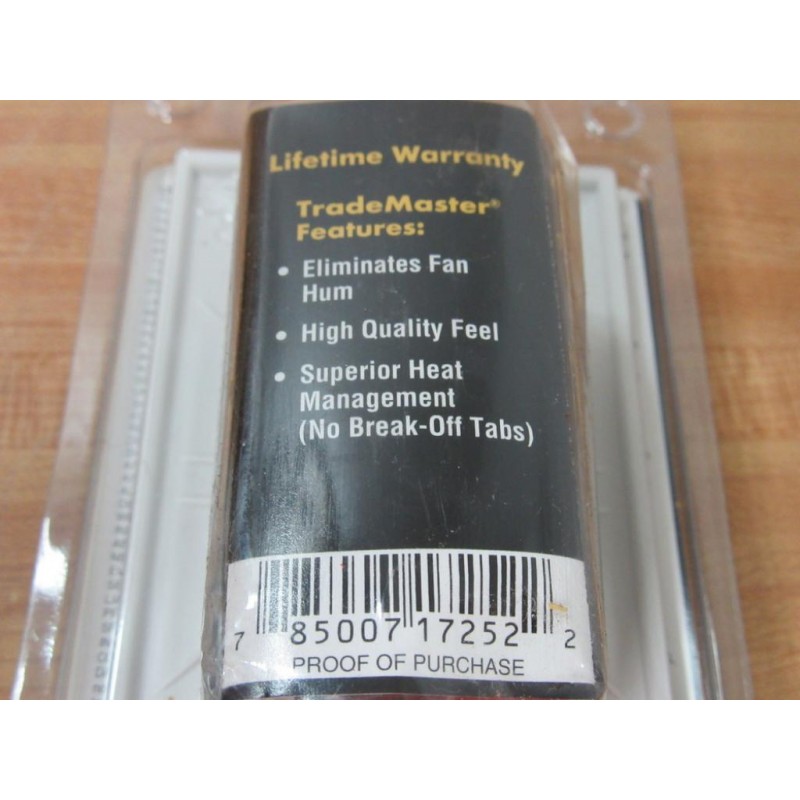 Lifetime Warranty
TradeMaster®
Features:
• Eliminates Fan
Hum
• High Quality Feel
• Superior Heat
Management
(No Break-Off Tabs)
7 85007 17252 2
PROOF OF PURCHASE